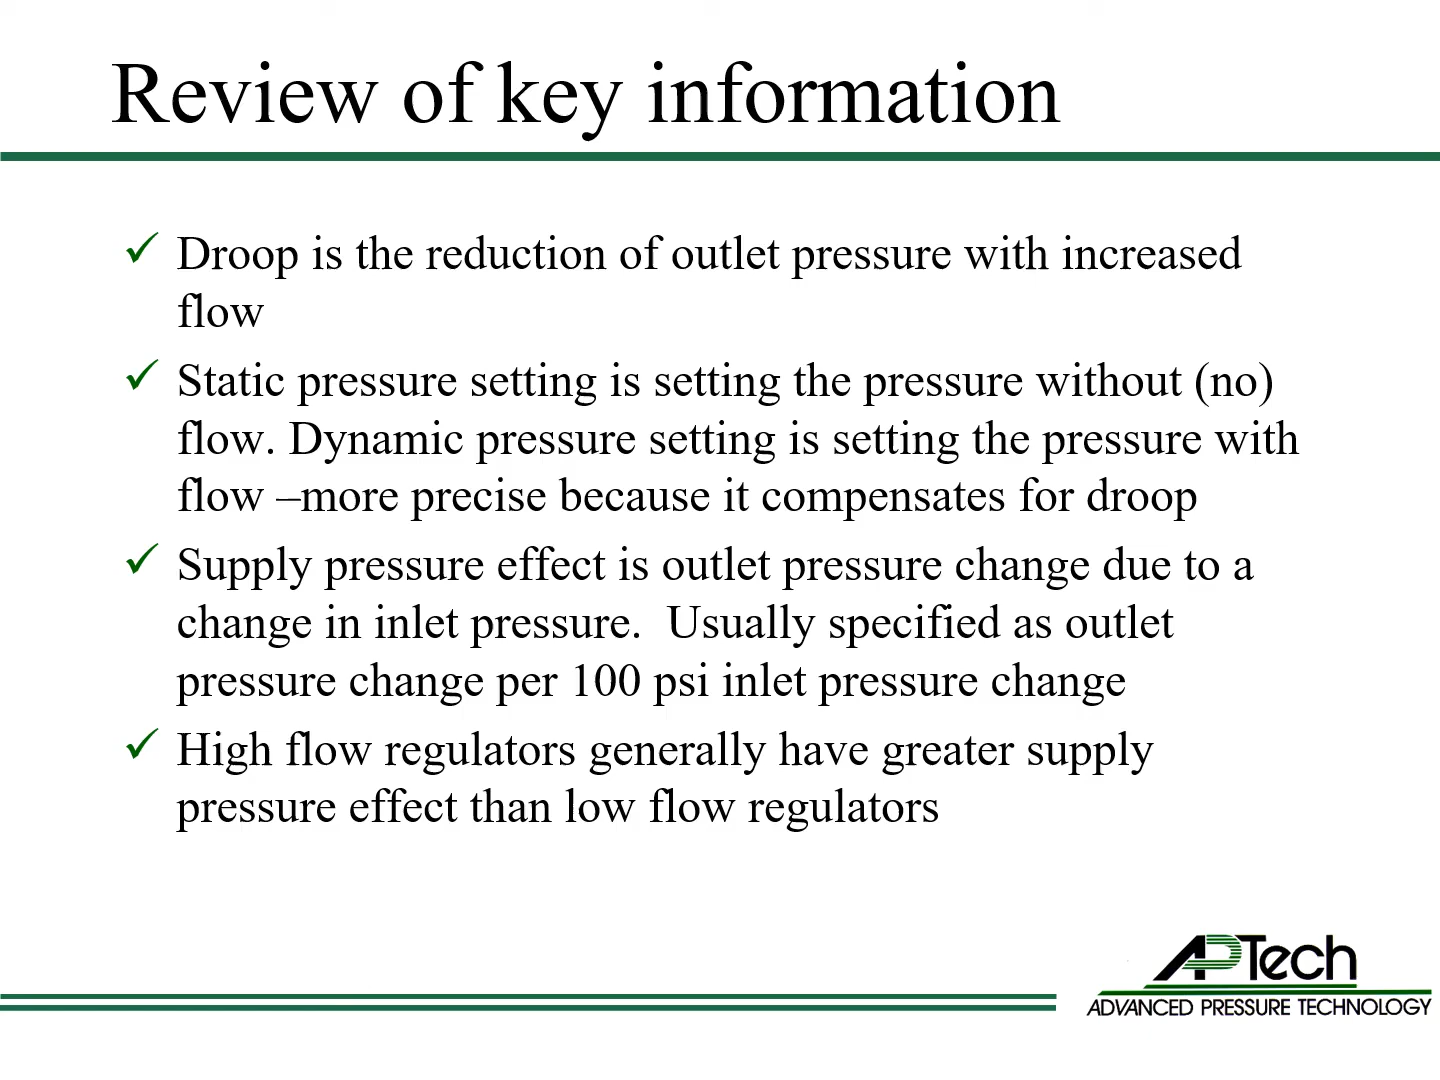 Review of key information
Droop is the reduction of outlet pressure with increased
flow
Static pressure setting is setting the pressure without (no)
flow. Dynamic pressure setting is setting the pressure with
flow –more precise because it compensates for droop
Supply pressure effect is outlet pressure change due to a
change in inlet pressure.  Usually specified as outlet
pressure change per 100 psi inlet pressure change
High flow regulators generally have greater supply
pressure effect than low flow regulators
APTech
ADVANCED PRESSURE TECHNOLOGY